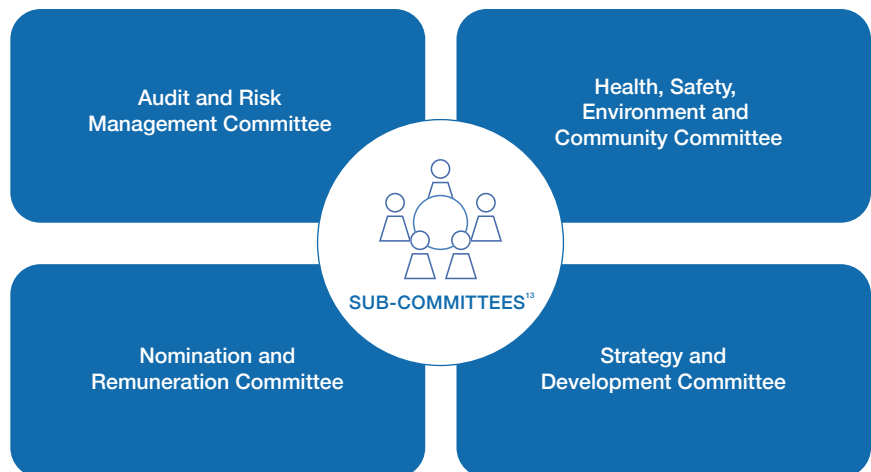 Audit and Risk
Management Committee
Health, Safety,
Environment and
Community Committee
SUB-COMMITTEES¹³
Nomination and
Remuneration Committee
Strategy and
Development Committee